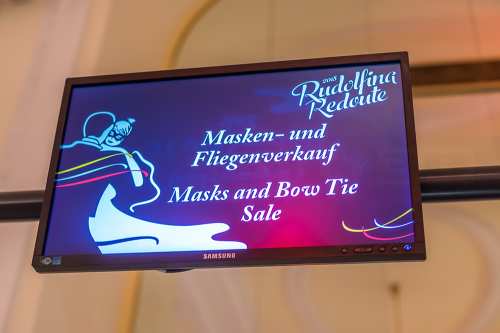 2018
Rudolfina
Redoute
Masken- und
Fliegenverkauf
Masks and Bow Tie
Sale
SAMSUNG